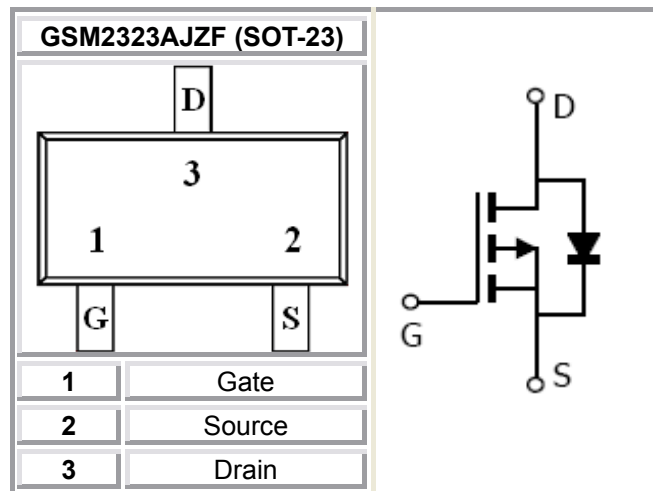 GSM2323AJZF (SOT-23)
D
3
1 2
G S
1 Gate
2 Source
3 Drain
D
G
S